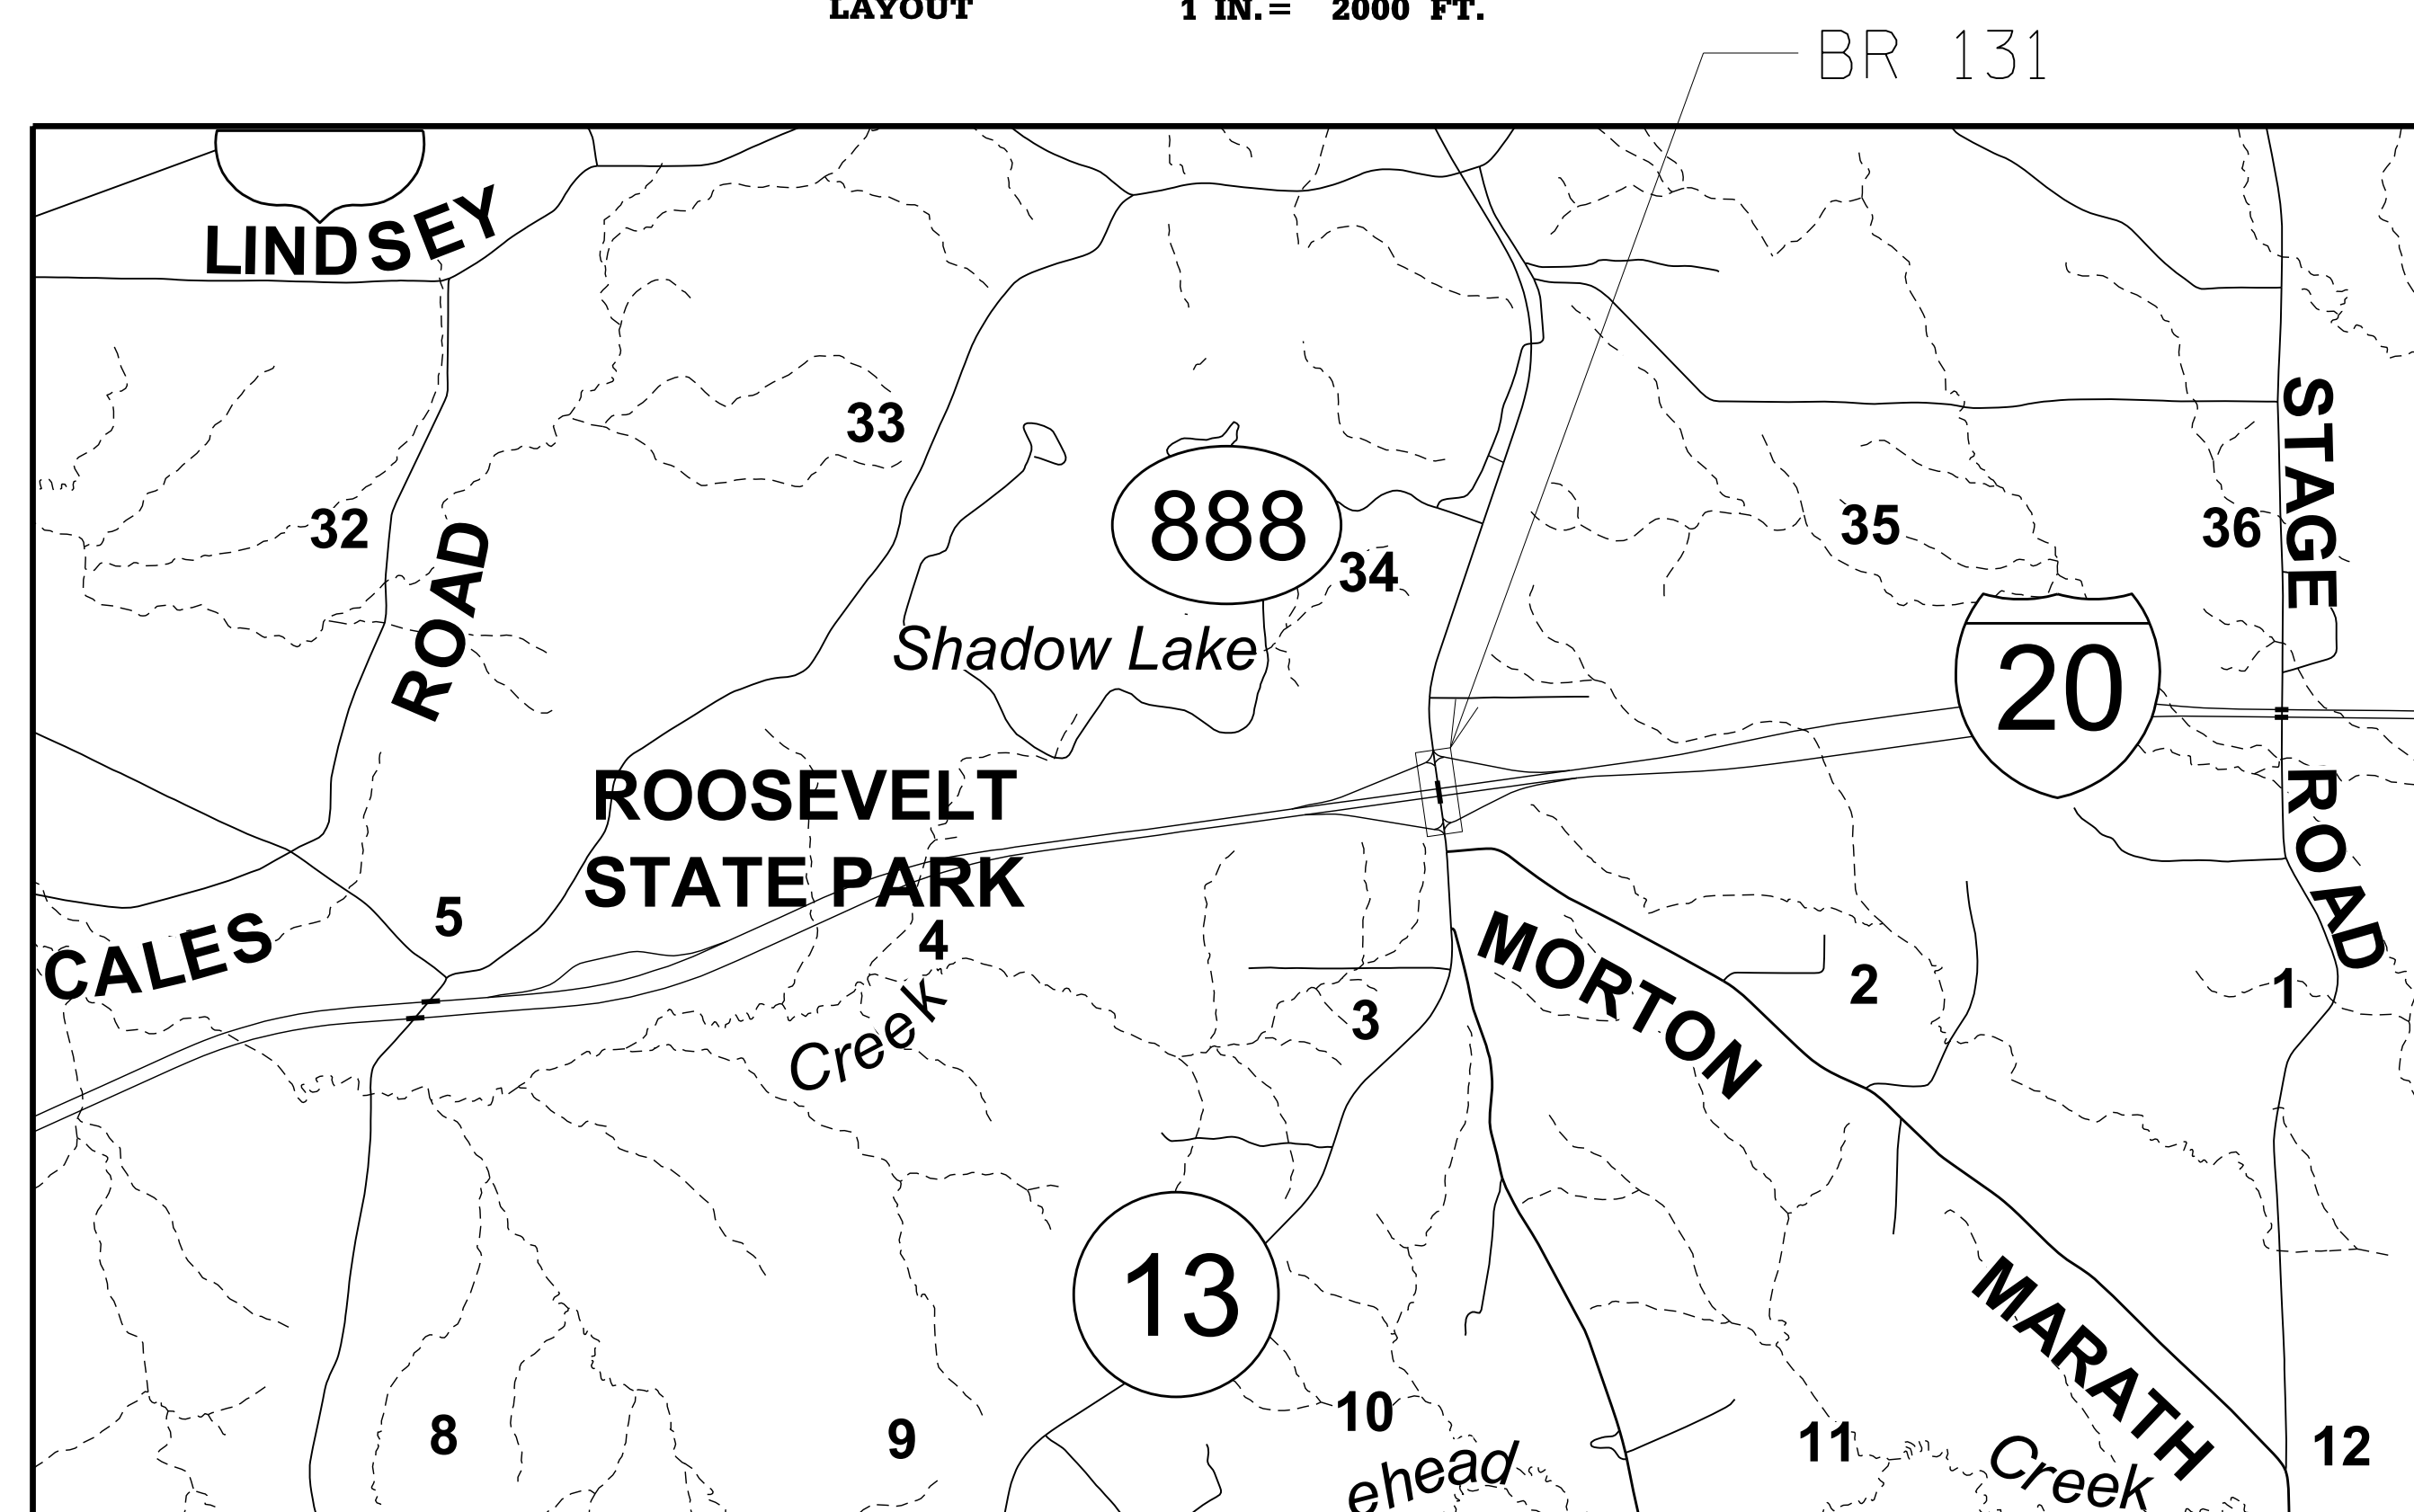 LAYOUT 1 IN.= 2000 FT.
BR 131
LINDSEY
33
888
32
35
36
STAGE
34
ROAD
Shadow Lake
20
ROOSEVELT
STATE PARK
ROAD
5
4
CALES
MORTON
2
1
3
Creek
13
MARATH
10
8
9
11
12
ehead
Creek